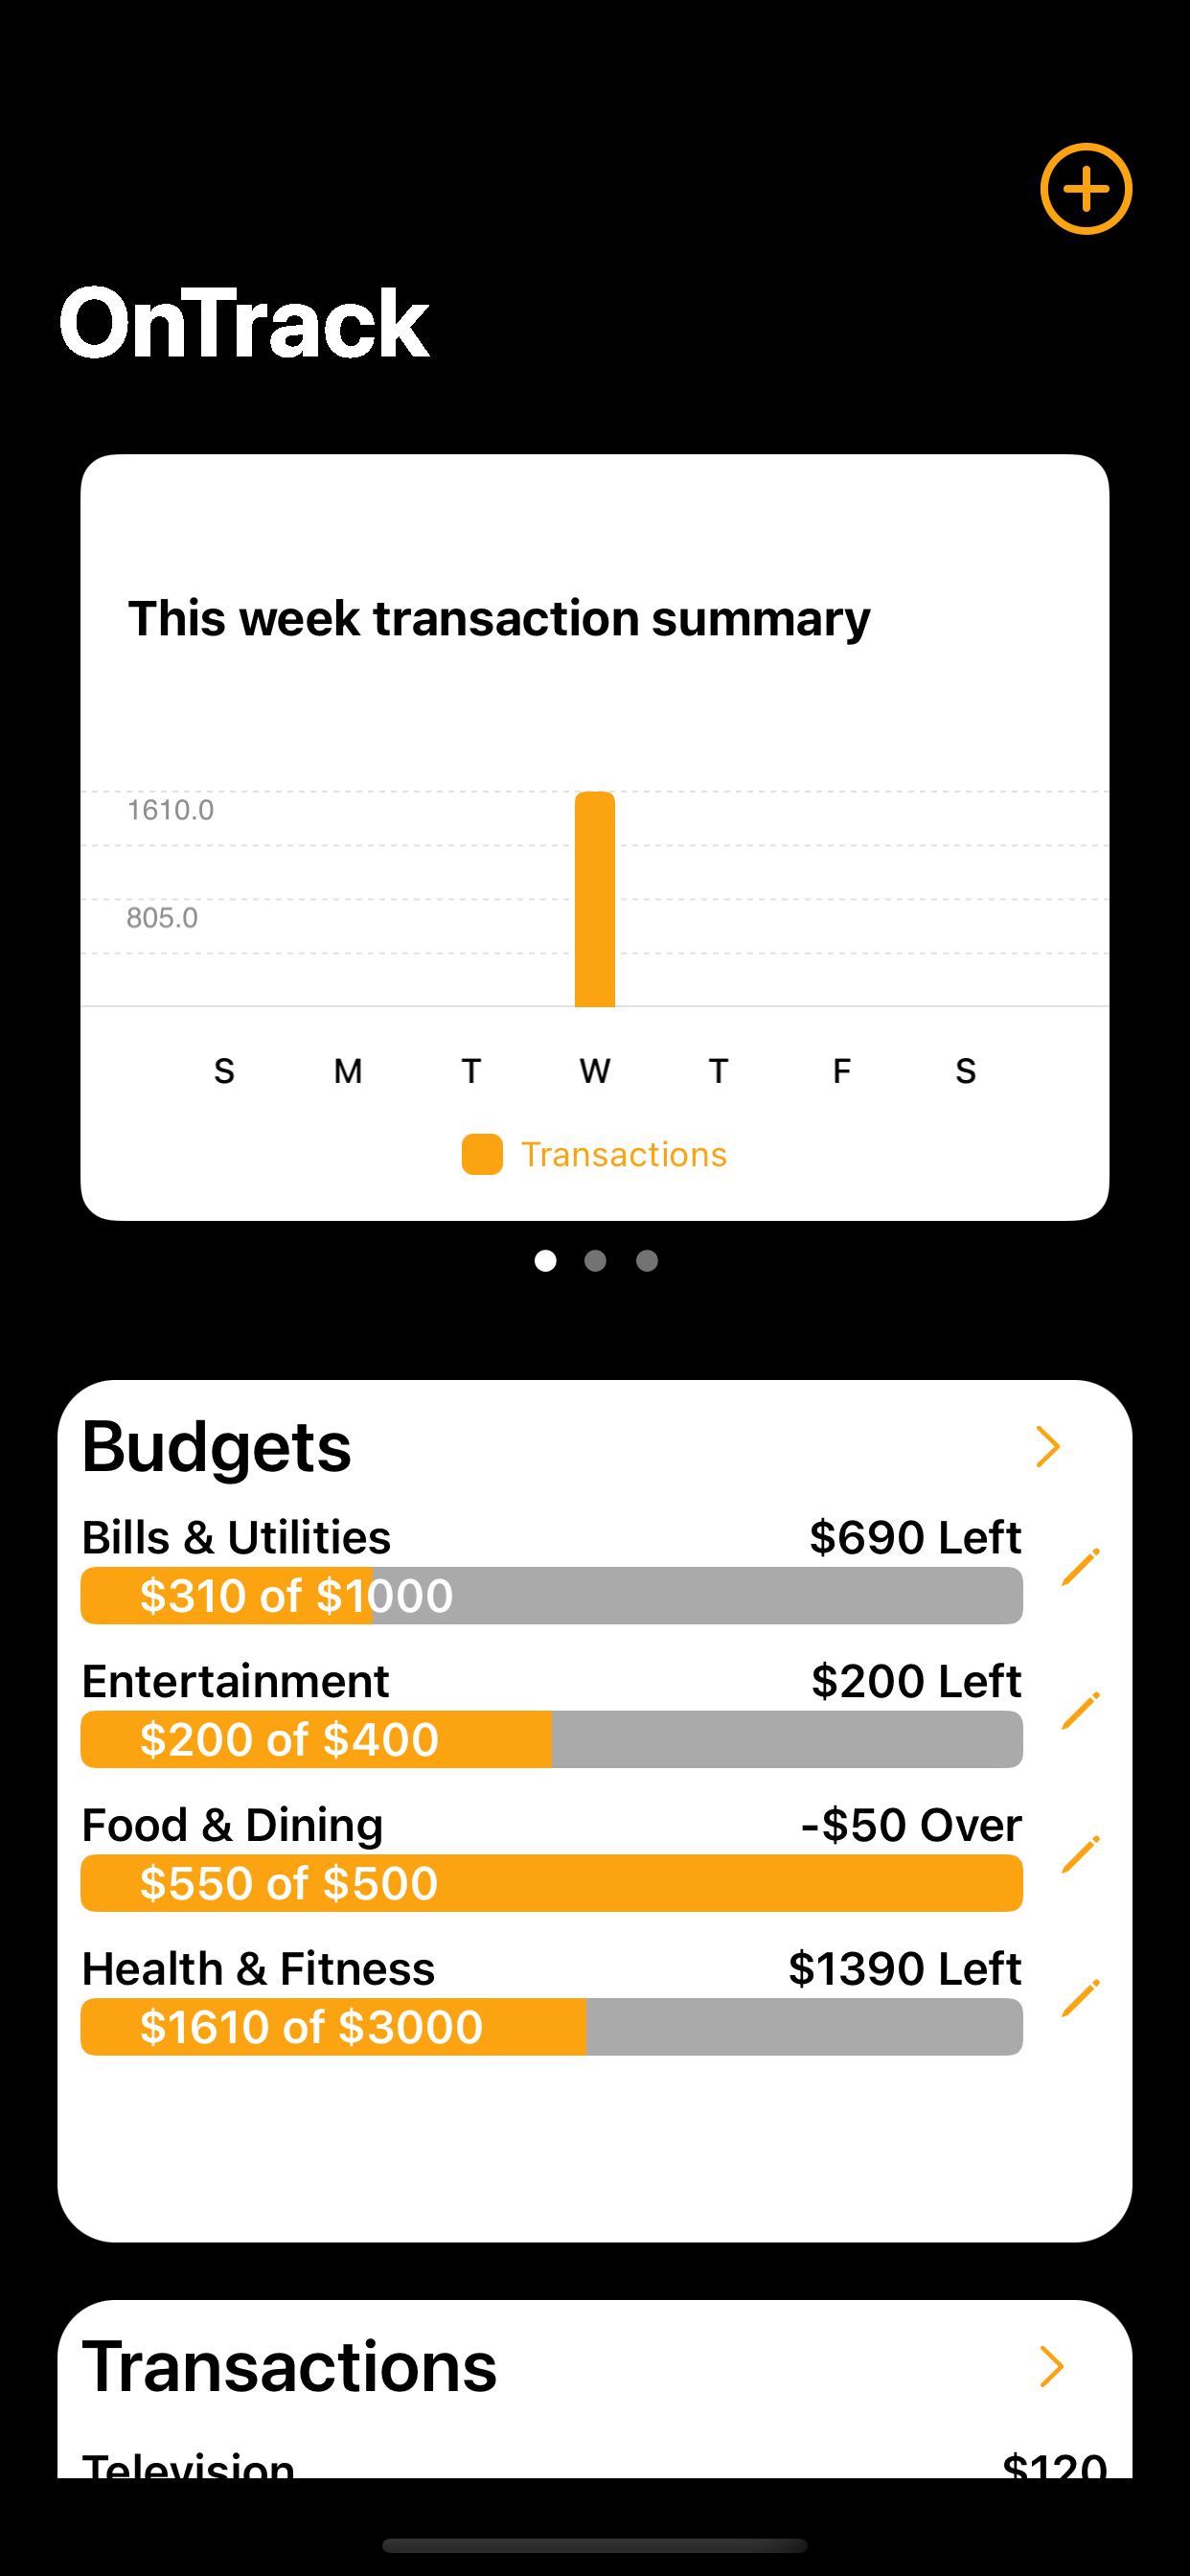 OnTrack
This week transaction summary
1610.0
805.0
S M T W T F S
Transactions
Budgets
Bills & Utilities $690 Left
$310 of $1000
Entertainment $200 Left
$200 of $400
Food & Dining -$50 Over
$550 of $500
Health & Fitness $1390 Left
$1610 of $3000
Transactions
Television $120